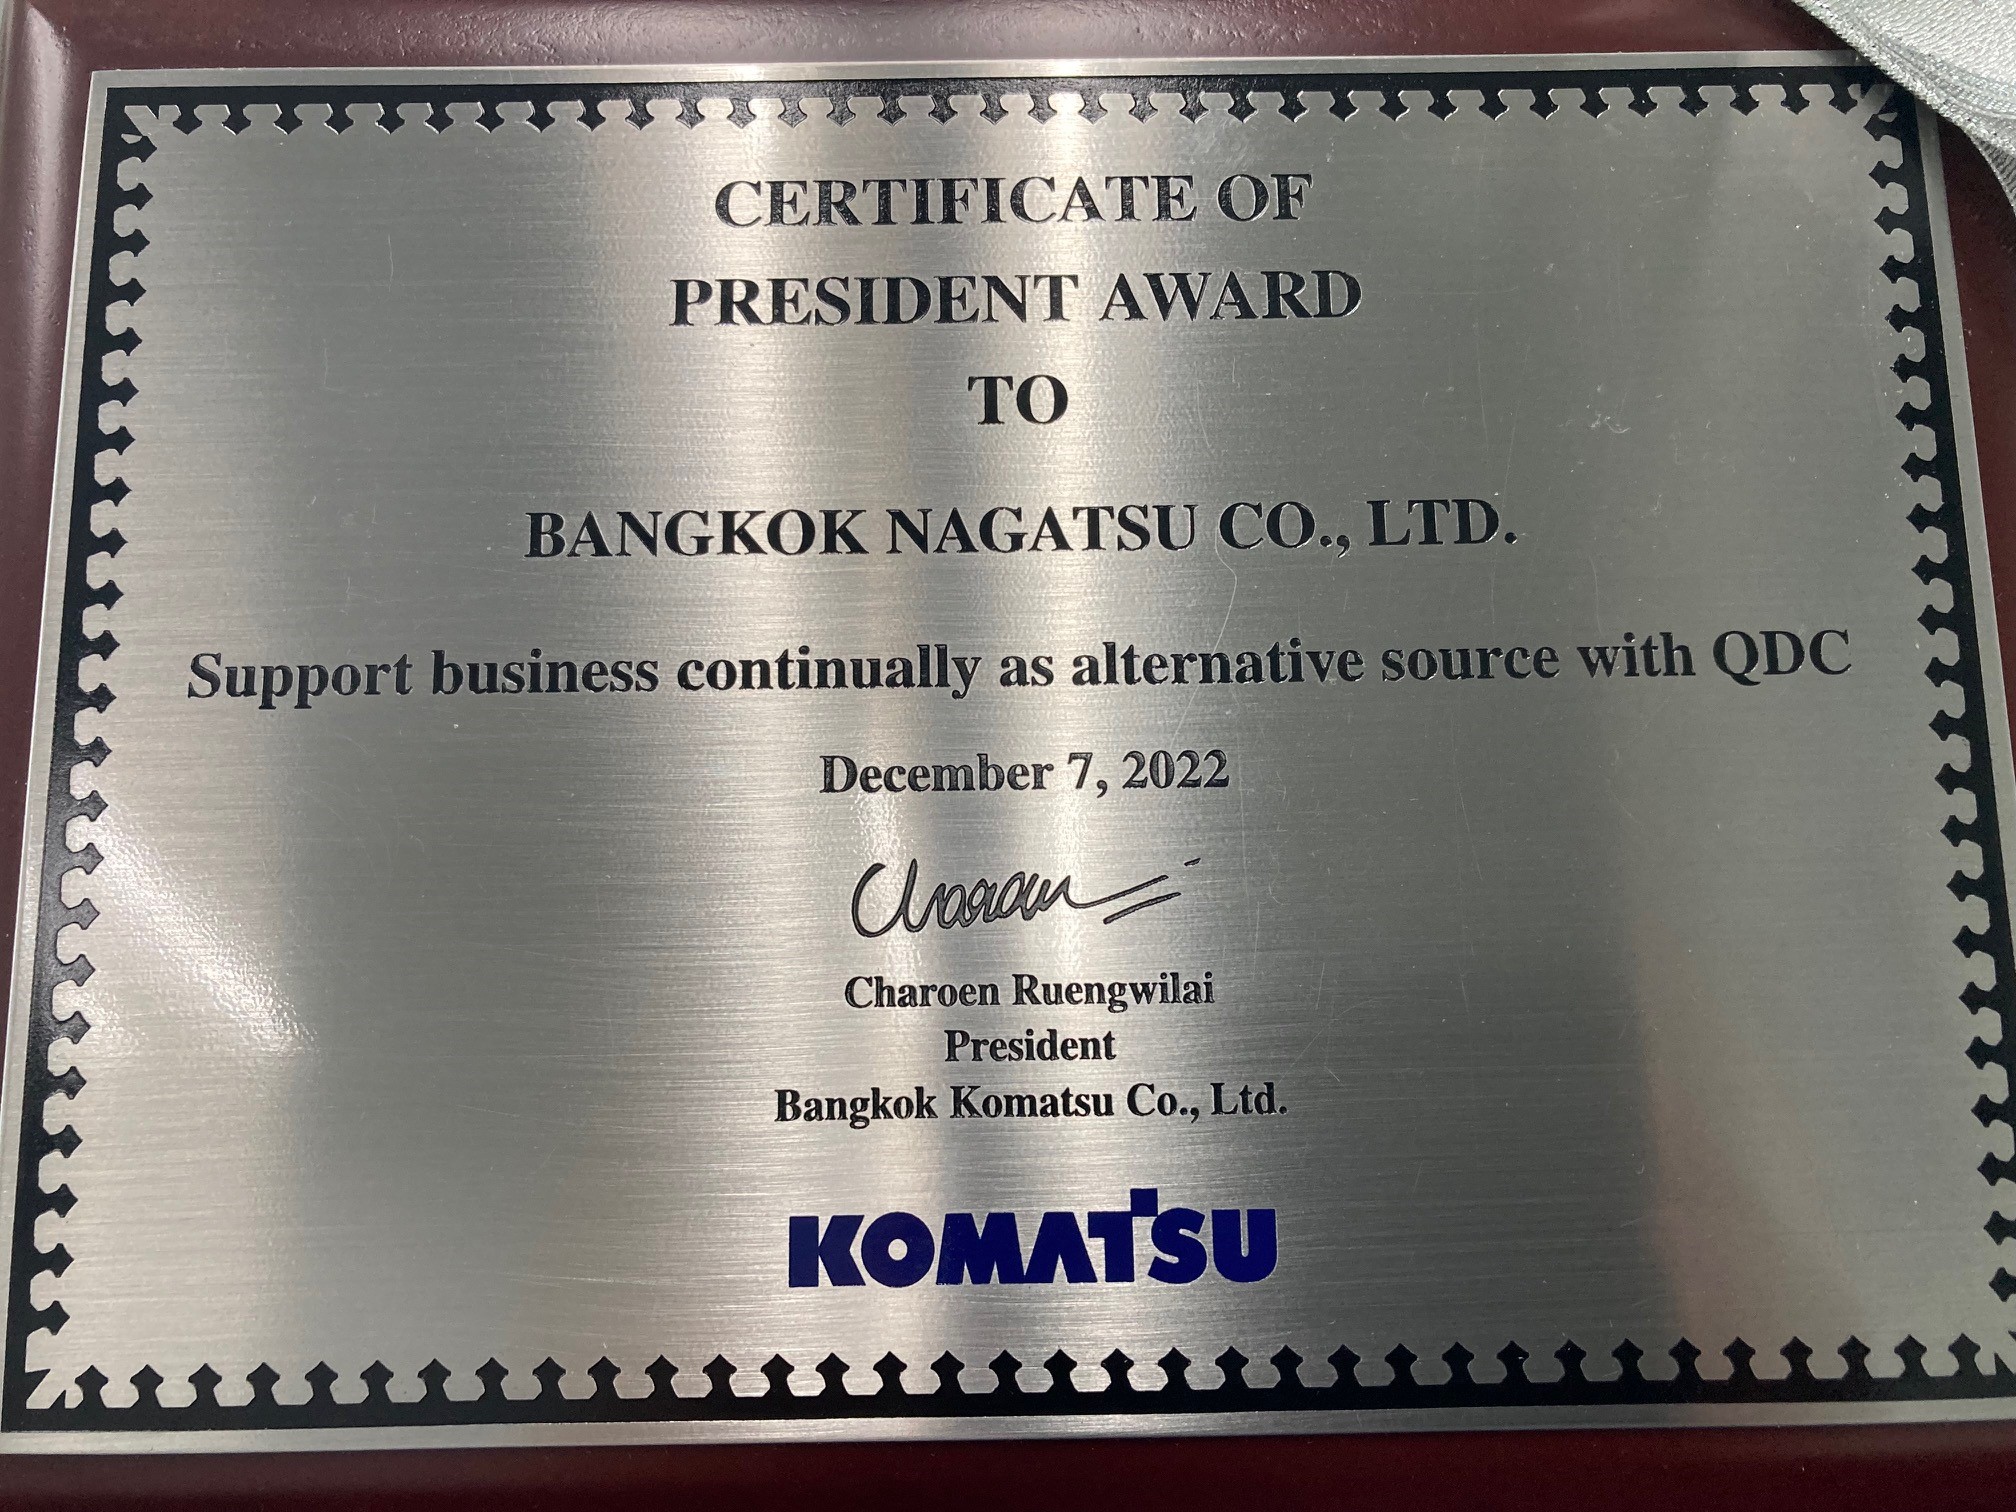 CERTIFICATE OF
PRESIDENT AWARD
TO
BANGKOK NAGATSU CO., LTD.
Support business continually as alternative source with QDC
December 7, 2022
Charoen
Charoen Ruengwilai
President
Bangkok Komatsu Co., Ltd.
KOMATSU